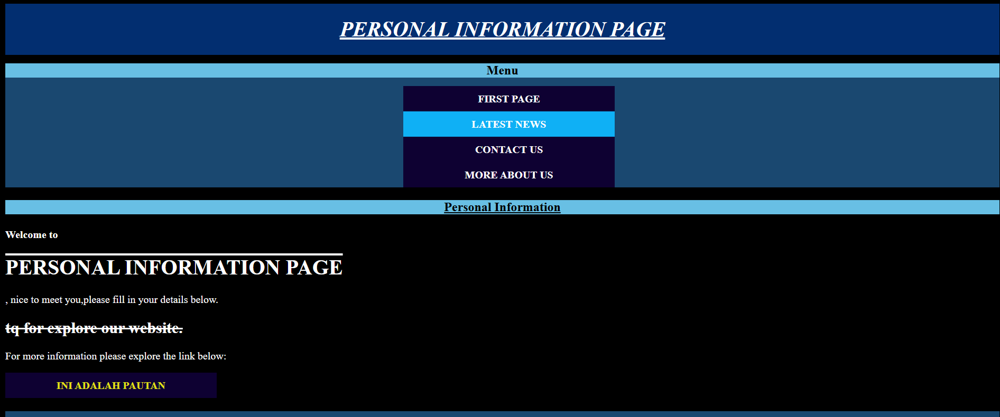 PERSONAL INFORMATION PAGE
Menu
FIRST PAGE
LATEST NEWS
CONTACT US
MORE ABOUT US
Personal Information
Welcome to
PERSONAL INFORMATION PAGE
, nice to meet you,please fill in your details below.
tq for explore our website.
For more information please explore the link below:
INI ADALAH PAUTAN